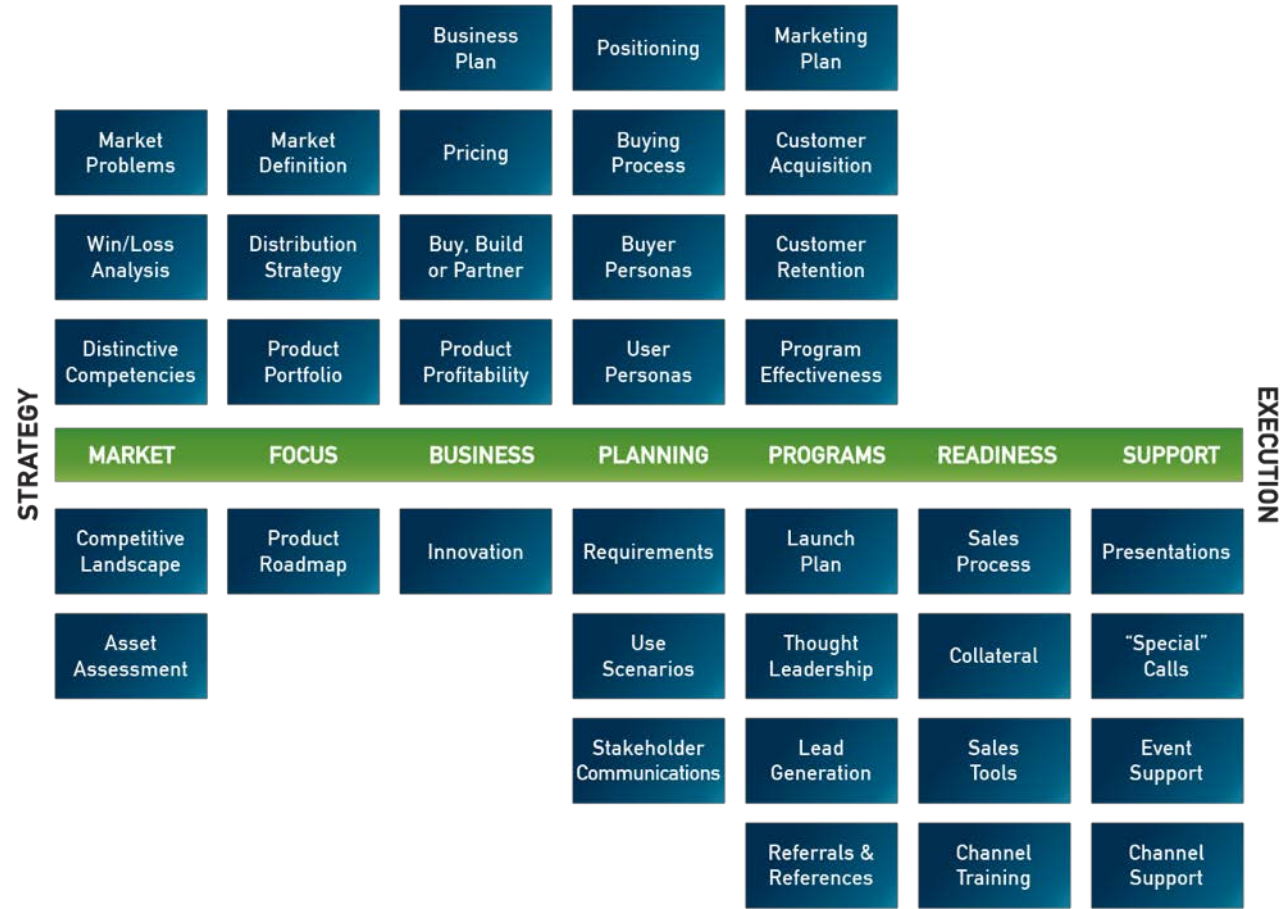 Business
Plan
Positioning
Marketing
Plan
Market
Problems
Market
Definition
Pricing
Buying
Process
Customer
Acquisition
Win/Loss
Analysis
Distribution
Strategy
Buy, Build
or Partner
Buyer
Personas
Customer
Retention
Distinctive
Competencies
Product
Portfolio
Product
Profitability
User
Personas
Program
Effectiveness
STRATEGY
MARKET
FOCUS
BUSINESS
PLANNING
PROGRAMS
READINESS
SUPPORT
EXECUTION
Competitive
Landscape
Product
Roadmap
Innovation
Requirements
Launch
Plan
Sales
Process
Presentations
Asset
Assessment
Use
Scenarios
Thought
Leadership
Collateral
“Special”
Calls
Stakeholder
Communications
Lead
Generation
Sales
Tools
Event
Support
Referrals &
References
Channel
Training
Channel
Support